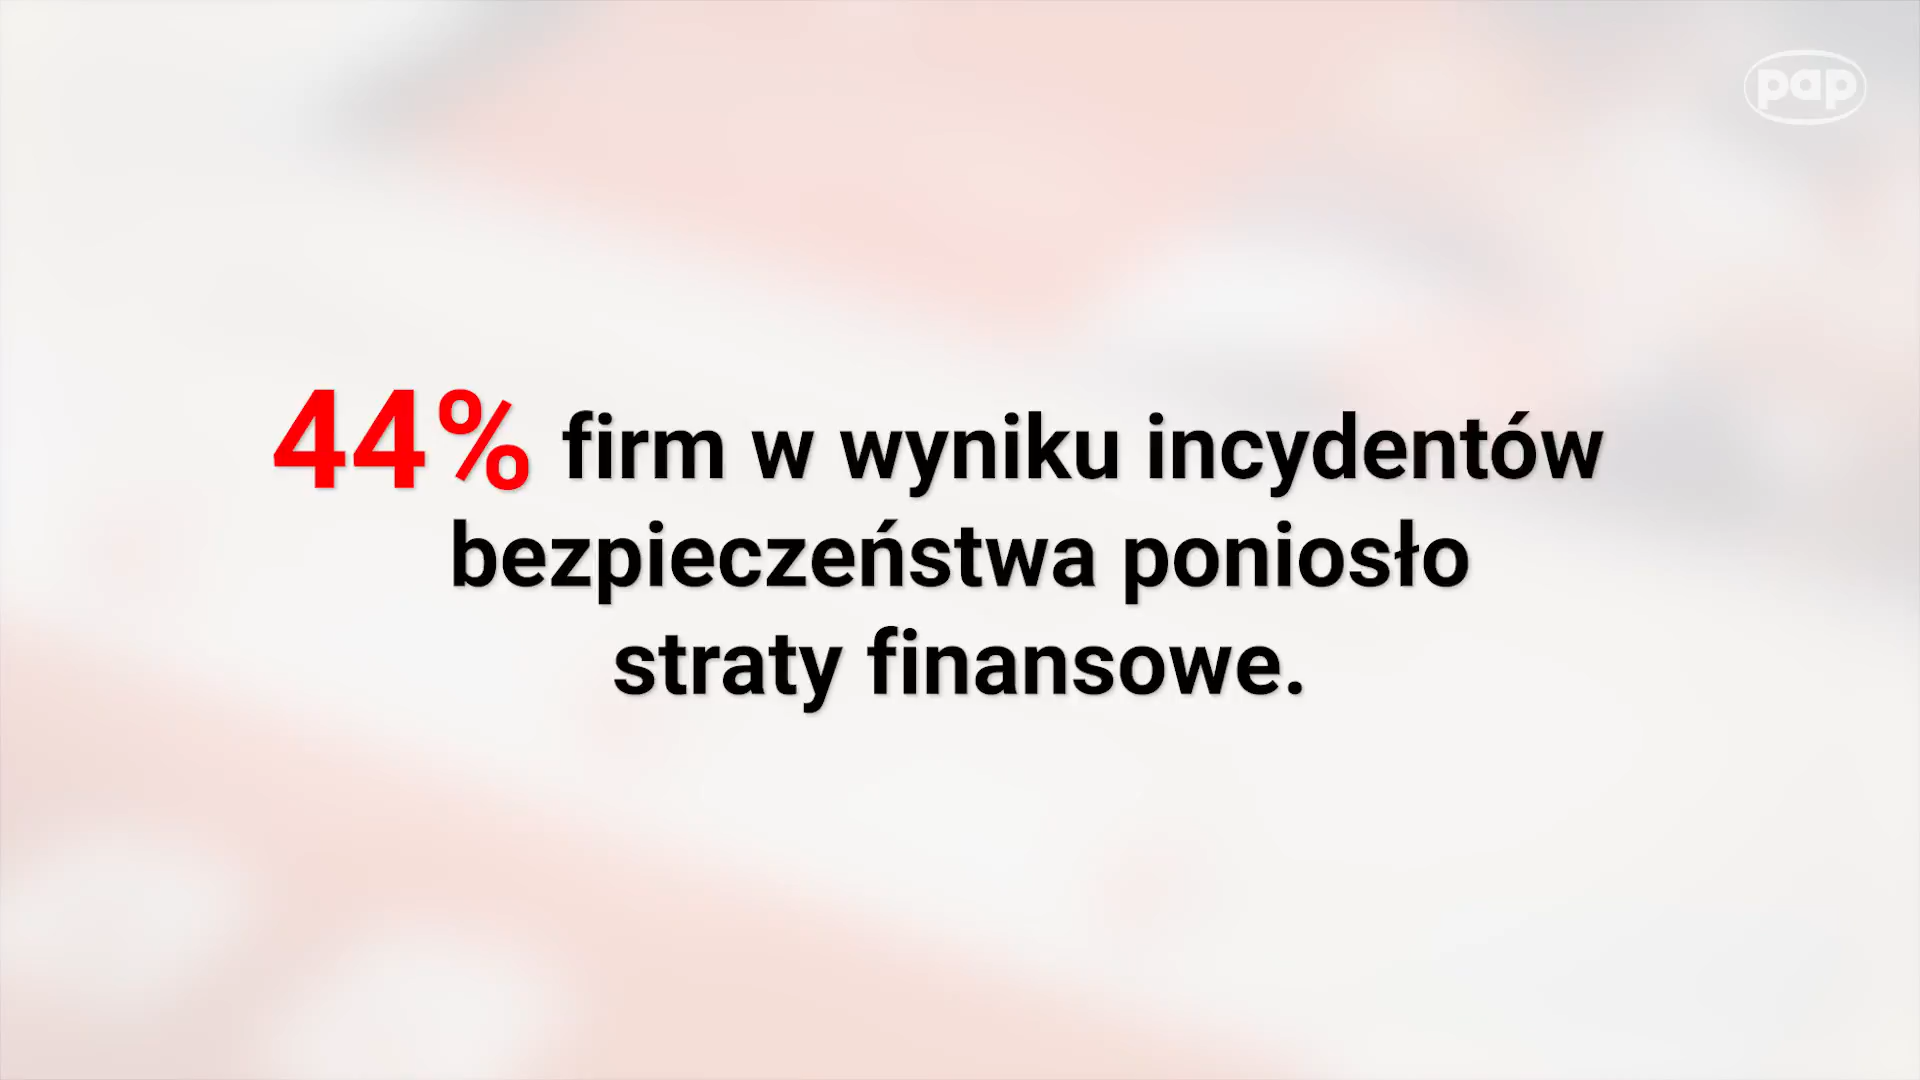 pap
44% firm w wyniku incydentów
bezpieczeństwa poniosło
straty finansowe.